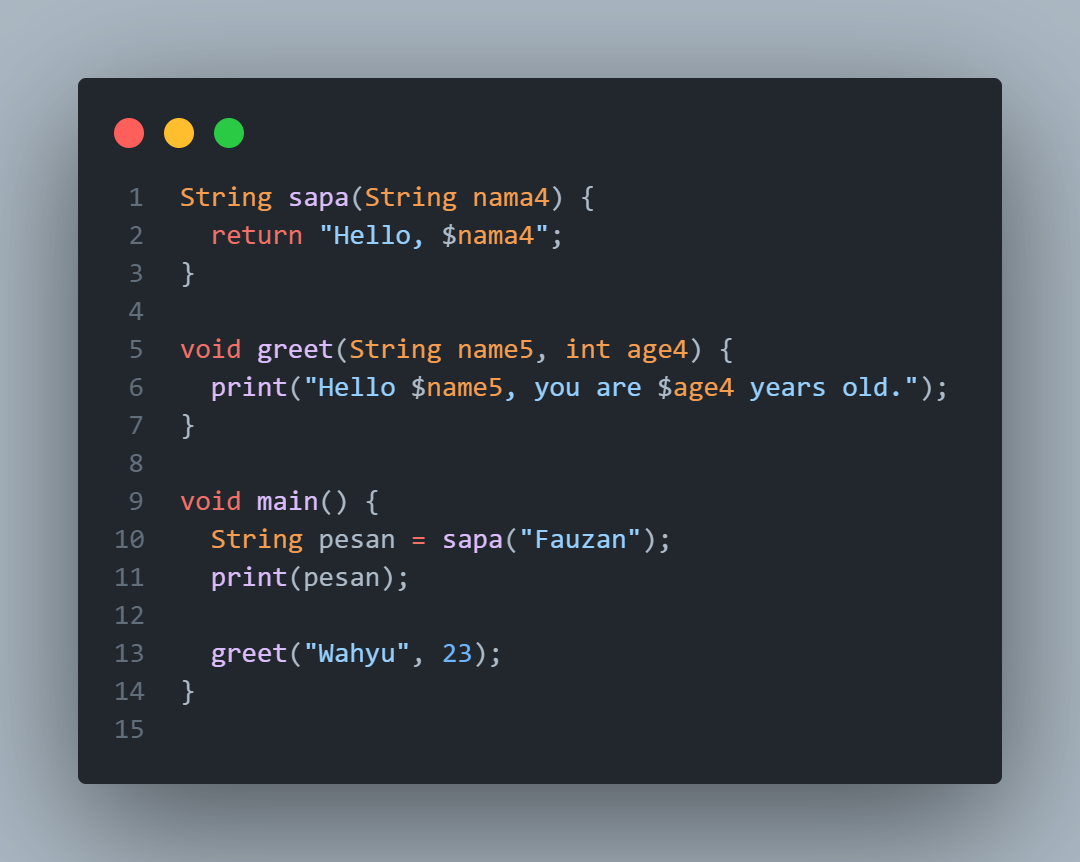 1 String sapa(String nama4) {
2   return "Hello, $nama4";
3 }
4
5 void greet(String name5, int age4) {
6   print("Hello $name5, you are $age4 years old.");
7 }
8
9 void main() {
10   String pesan = sapa("Fauzan");
11   print(pesan);
12
13   greet("Wahyu", 23);
14 }
15